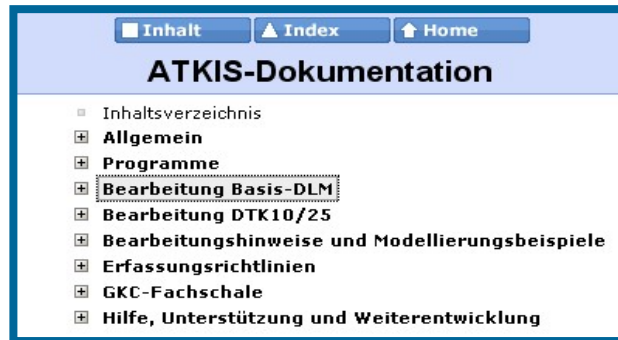 Inhalt Index Home
ATKIS-Dokumentation
Inhaltsverzeichnis
Allgemein
Programme
Bearbeitung Basis-DLM
Bearbeitung DTK10/25
Bearbeitungshinweise und Modellierungsbeispiele
Erfassungsrichtlinien
GKC-Fachschale
Hilfe, Unterstützung und Weiterentwicklung